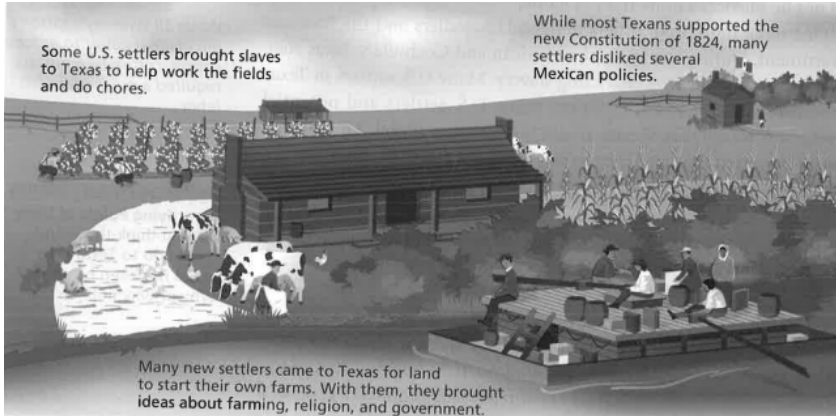 Some U.S. settlers brought slaves
to Texas to help work the fields
and do chores.
While most Texans supported the
new Constitution of 1824, many
settlers disliked several
Mexican policies.
Many new settlers came to Texas for land
to start their own farms. With them, they brought
ideas about farming, religion, and government.